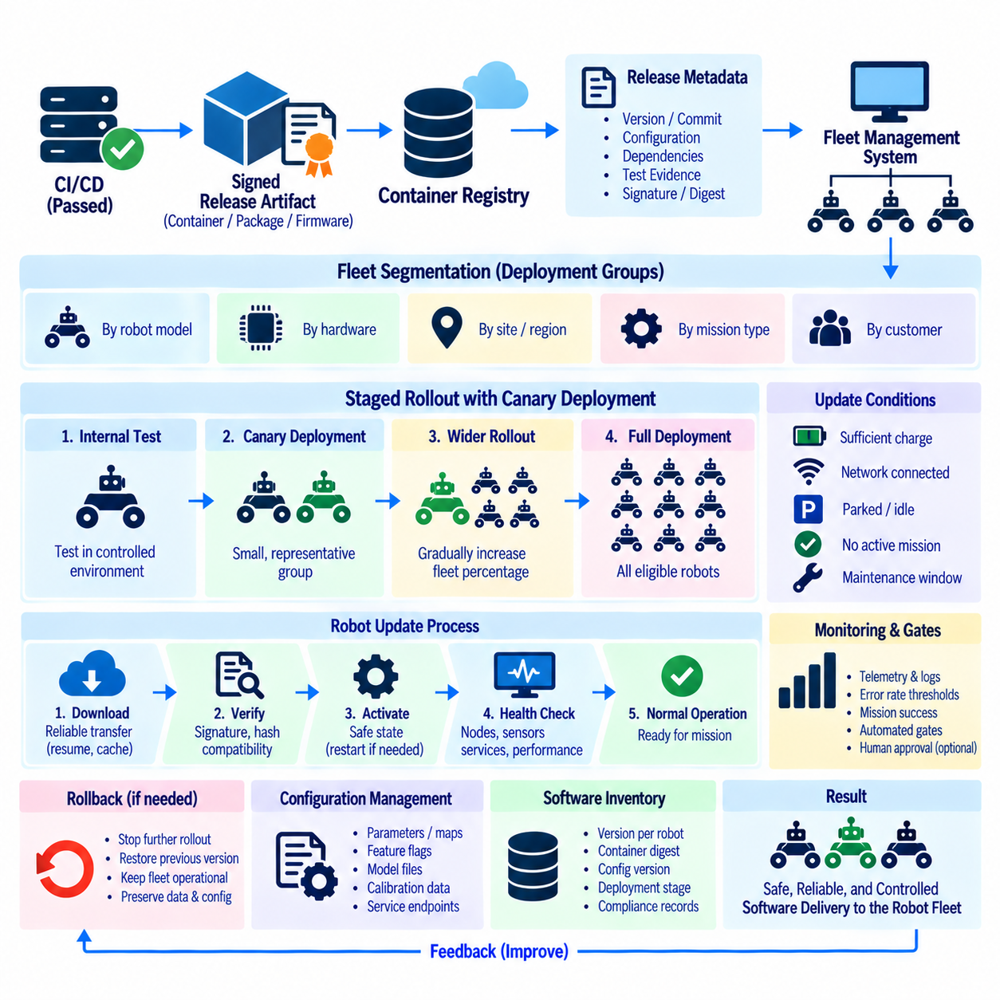 CI/CD
(Passed)
Signed
Release Artifact
(Container / Package / Firmware)
Container Registry
Release Metadata
• Version / Commit
• Configuration
• Dependencies
• Test Evidence
• Signature / Digest
Fleet Management
System
Fleet Segmentation (Deployment Groups)
By robot model
By hardware
By site / region
By mission type
By customer
Staged Rollout with Canary Deployment
1. Internal Test
Test in controlled
environment
2. Canary Deployment
Small, representative
group
3. Wider Rollout
Gradually increase
fleet percentage
4. Full Deployment
All eligible robots
Update Conditions
Sufficient charge
Network connected
P
Parked / idle
No active mission
Maintenance window
Robot Update Process
1. Download
Reliable transfer
(resume, cache)
2. Verify
Signature, hash
compatibility
3. Activate
Safe state
(restart if needed)
4. Health Check
Nodes, sensors
services, performance
5. Normal Operation
Ready for mission
Monitoring & Gates
• Telemetry & logs
• Error rate thresholds
• Mission success
• Automated gates
• Human approval (optional)
Rollback (if needed)
• Stop further rollout
• Restore previous version
• Keep fleet operational
• Preserve data & config
Configuration Management
• Parameters / maps
• Feature flags
• Model files
• Calibration data
• Service endpoints
Software Inventory
• Version per robot
• Container digest
• Config version
• Deployment stage
• Compliance records
Result
Safe, Reliable, and Controlled
Software Delivery to the Robot Fleet
Feedback (Improve)